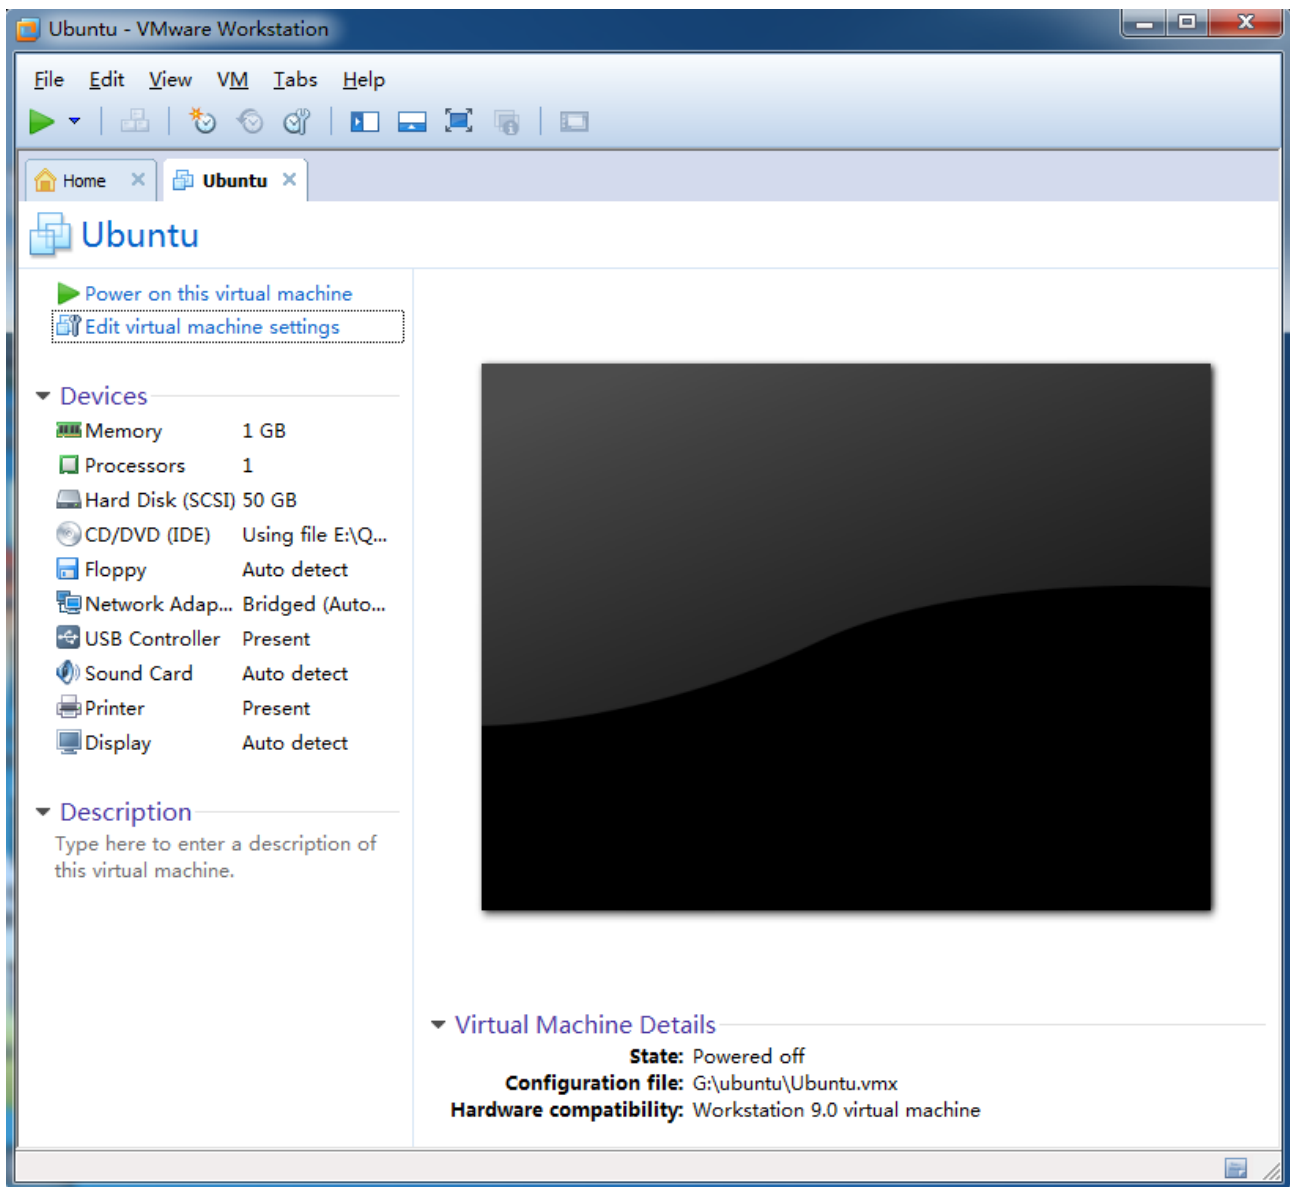 Ubuntu - VMware Workstation
File Edit View VM Tabs Help
Home Ubuntu
Ubuntu
Power on this virtual machine
Edit virtual machine settings
Devices
Memory 1 GB
Processors 1
Hard Disk (SCSI) 50 GB
CD/DVD (IDE) Using file E:\Q...
Floppy Auto detect
Network Adap... Bridged (Auto...
USB Controller Present
Sound Card Auto detect
Printer Present
Display Auto detect
Description
Type here to enter a description of
this virtual machine.
Virtual Machine Details
State: Powered off
Configuration file: G:\ubuntu\Ubuntu.vmx
Hardware compatibility: Workstation 9.0 virtual machine